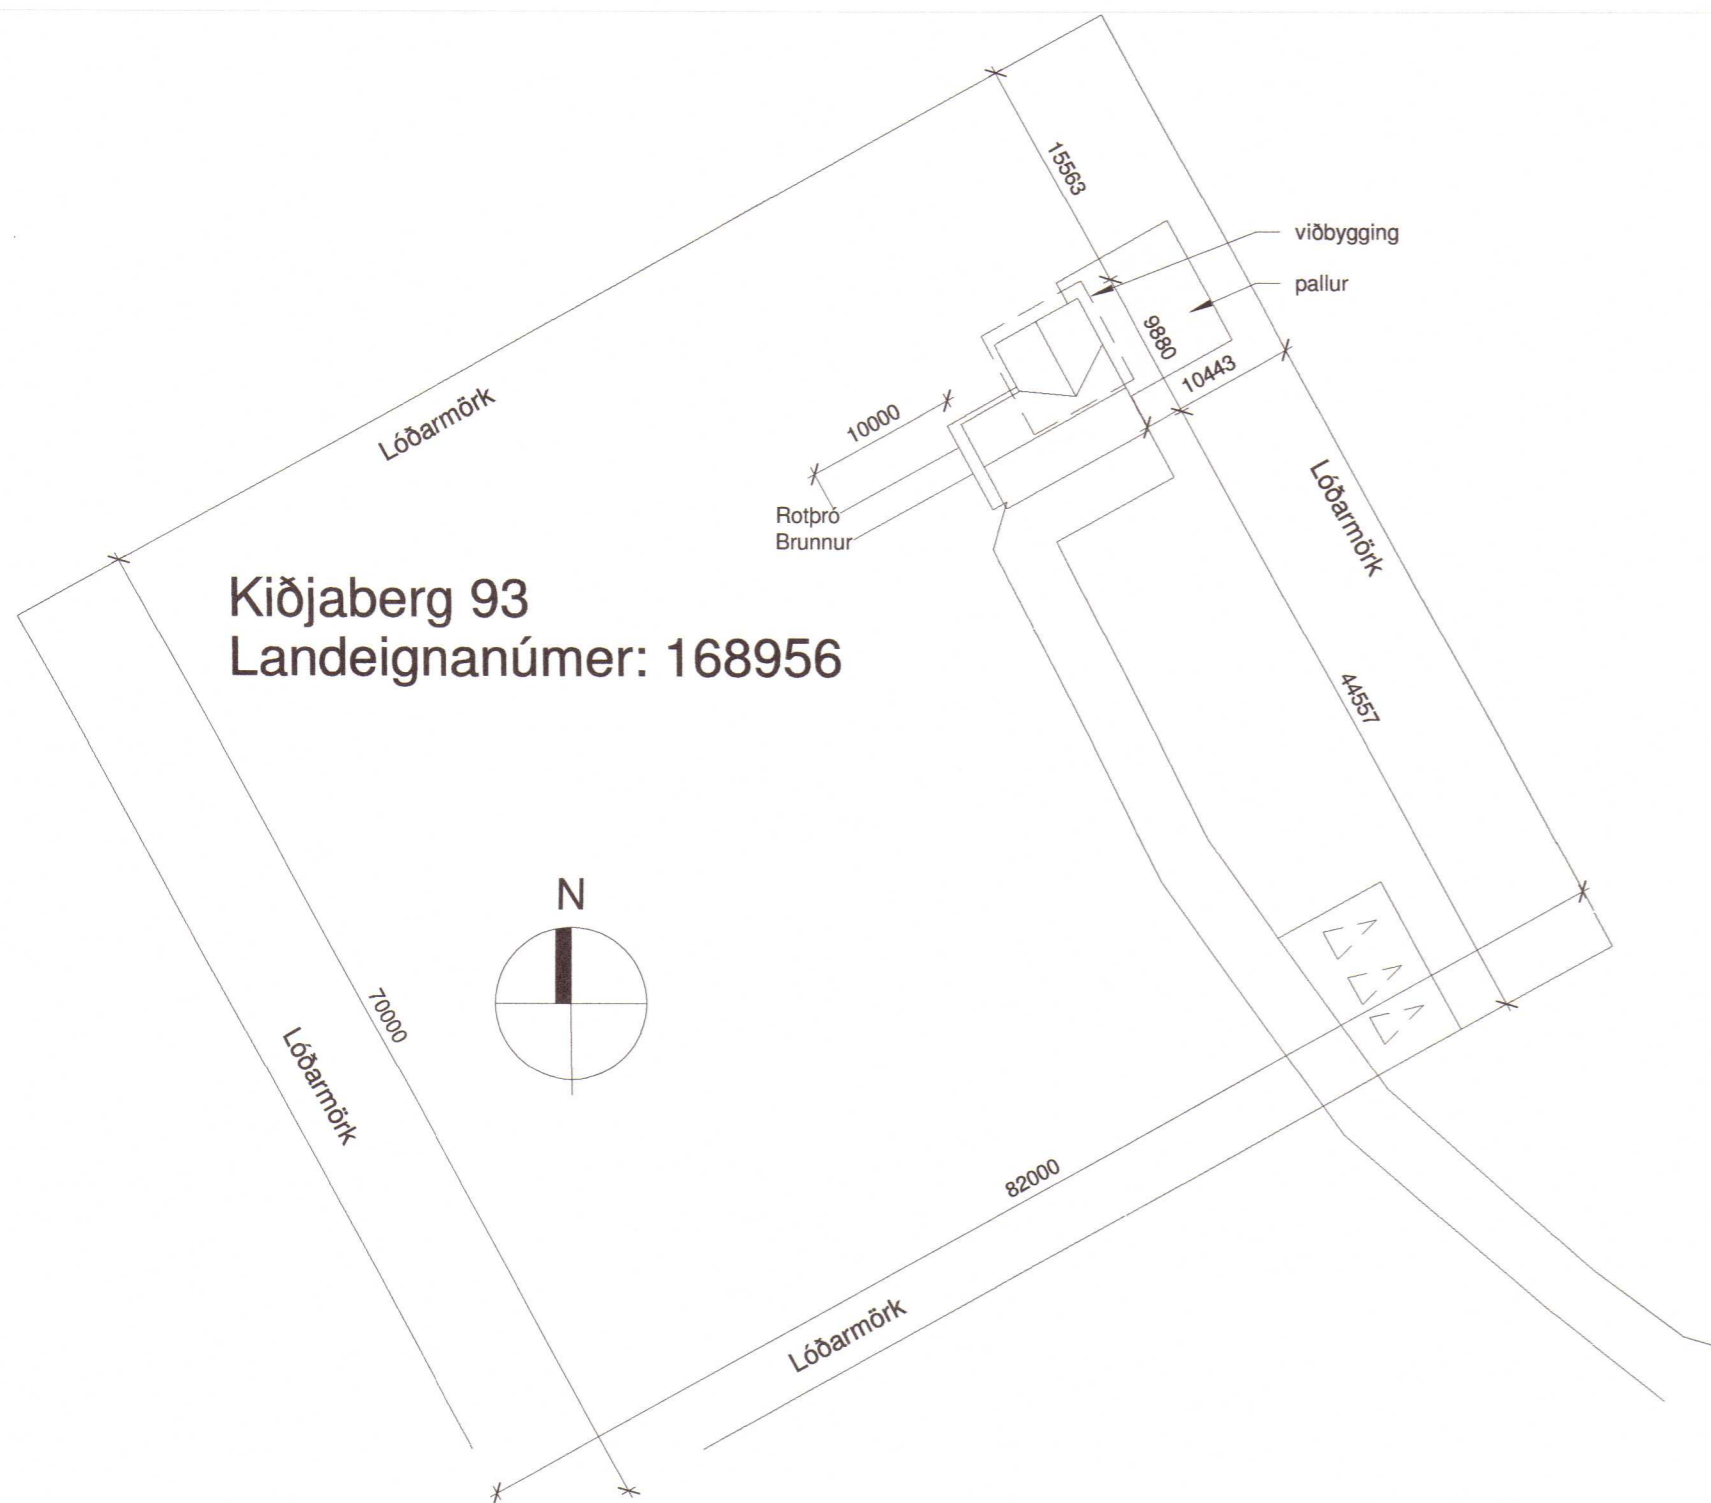 15563
viðbygging
pallur
9880
10443
10000
Lóðarmörk
Lóðarmörk
Rotþró
Brunnur
Kiðjaberg 93
Landeignanúmer: 168956
44557
N
70000
Lóðarmörk
82000
Lóðarmörk